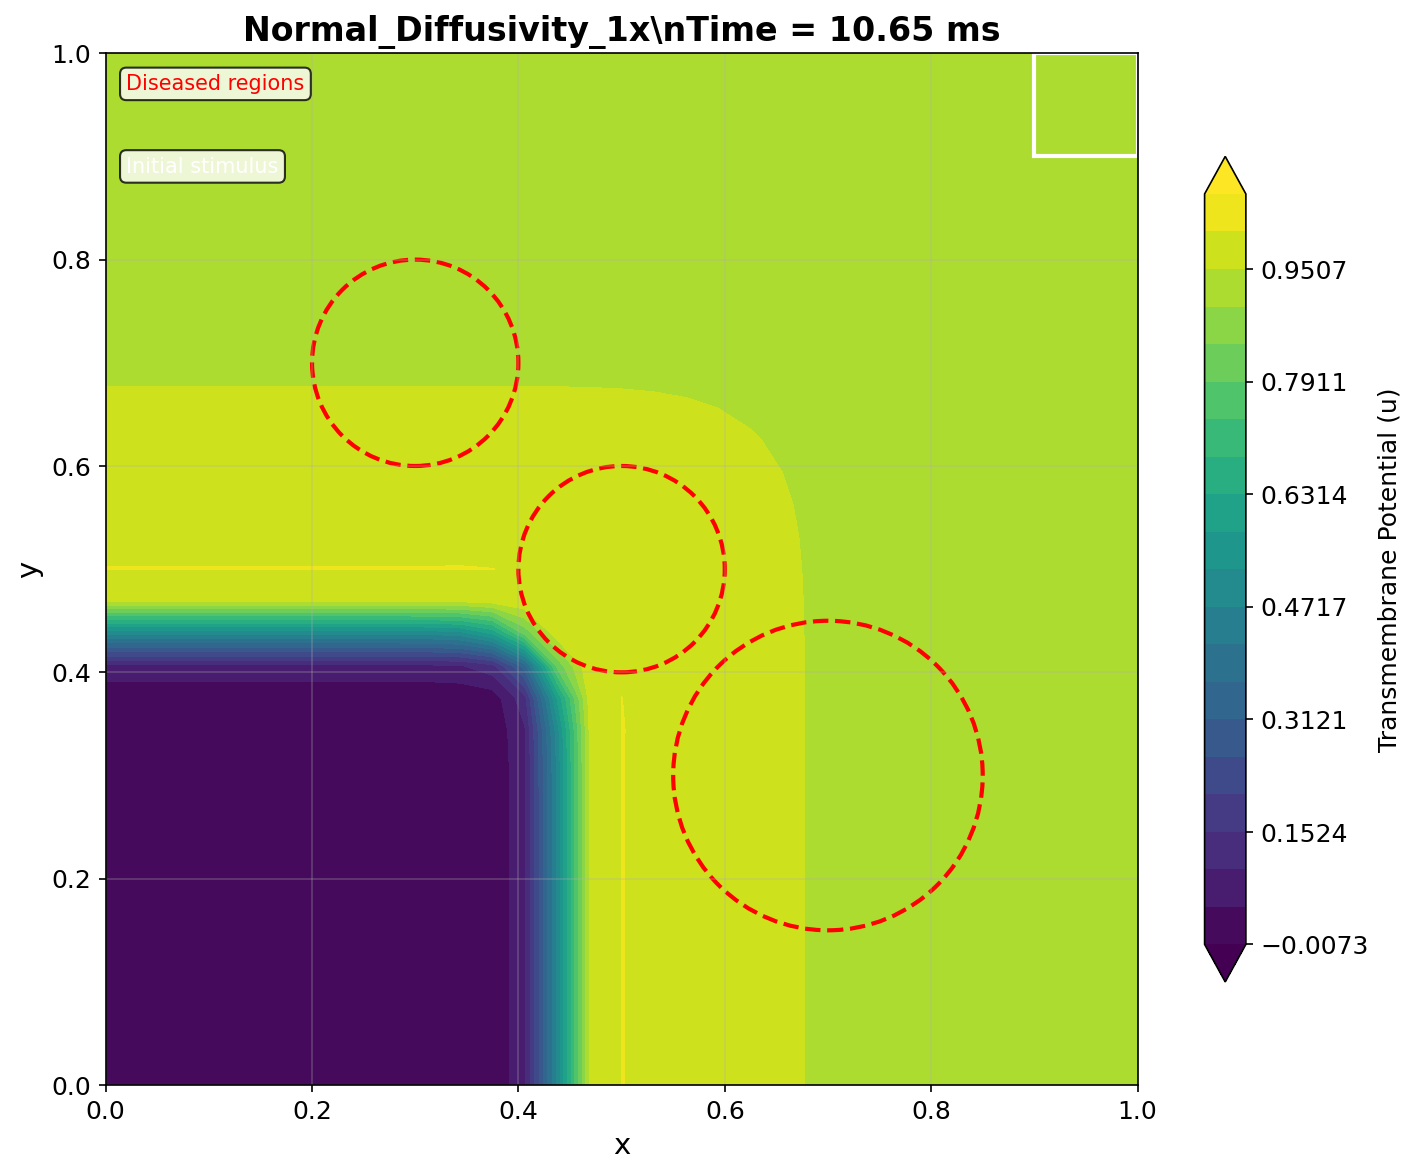 Normal_Diffusivity_1x\nTime = 10.65 ms
Diseased regions
Initial stimulus
1.0
0.8
0.6
0.4
0.2
0.0
y
0.0 0.2 0.4 0.6 0.8 1.0
x
0.9507
0.7911
0.6314
0.4717
0.3121
0.1524
−0.0073
Transmembrane Potential (u)